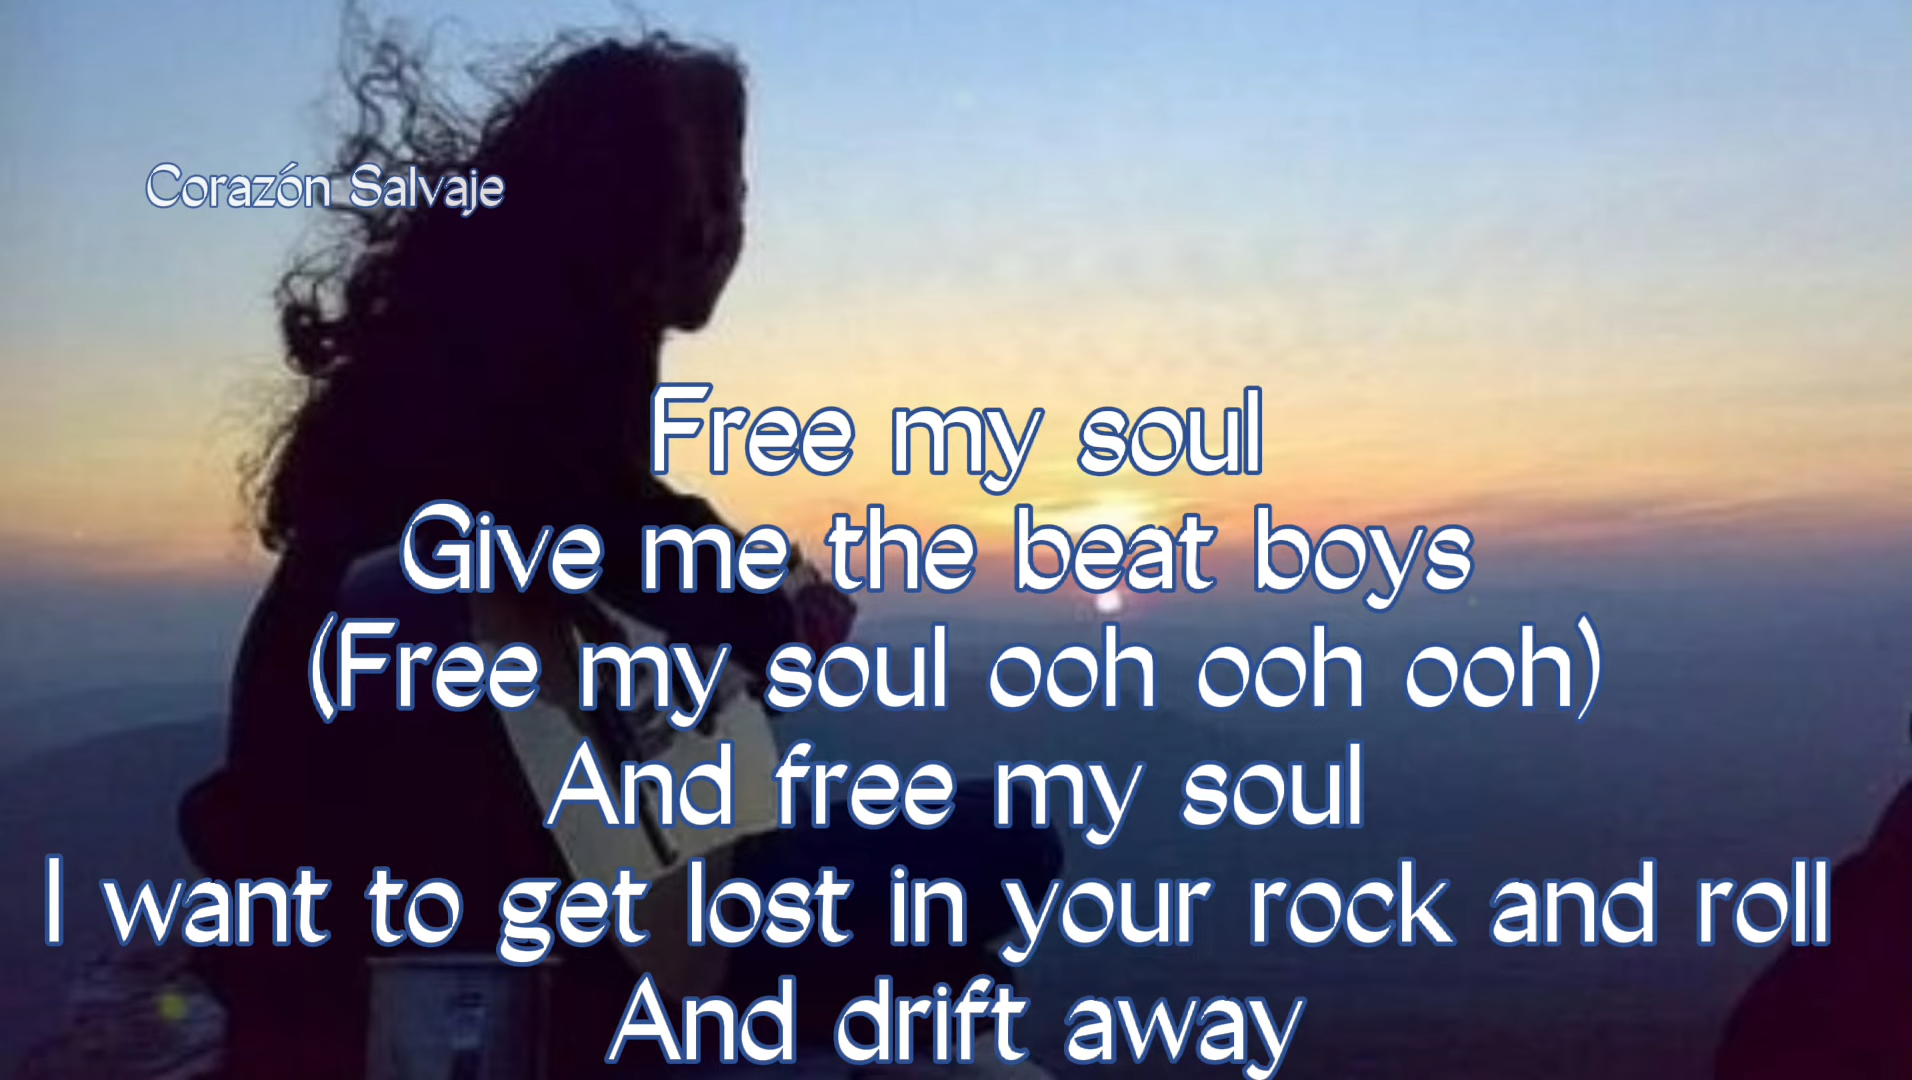 Corazón Salvaje
Free my soul
Give me the beat boys
(Free my soul ooh ooh ooh)
And free my soul
I want to get lost in your rock and roll
And drift away